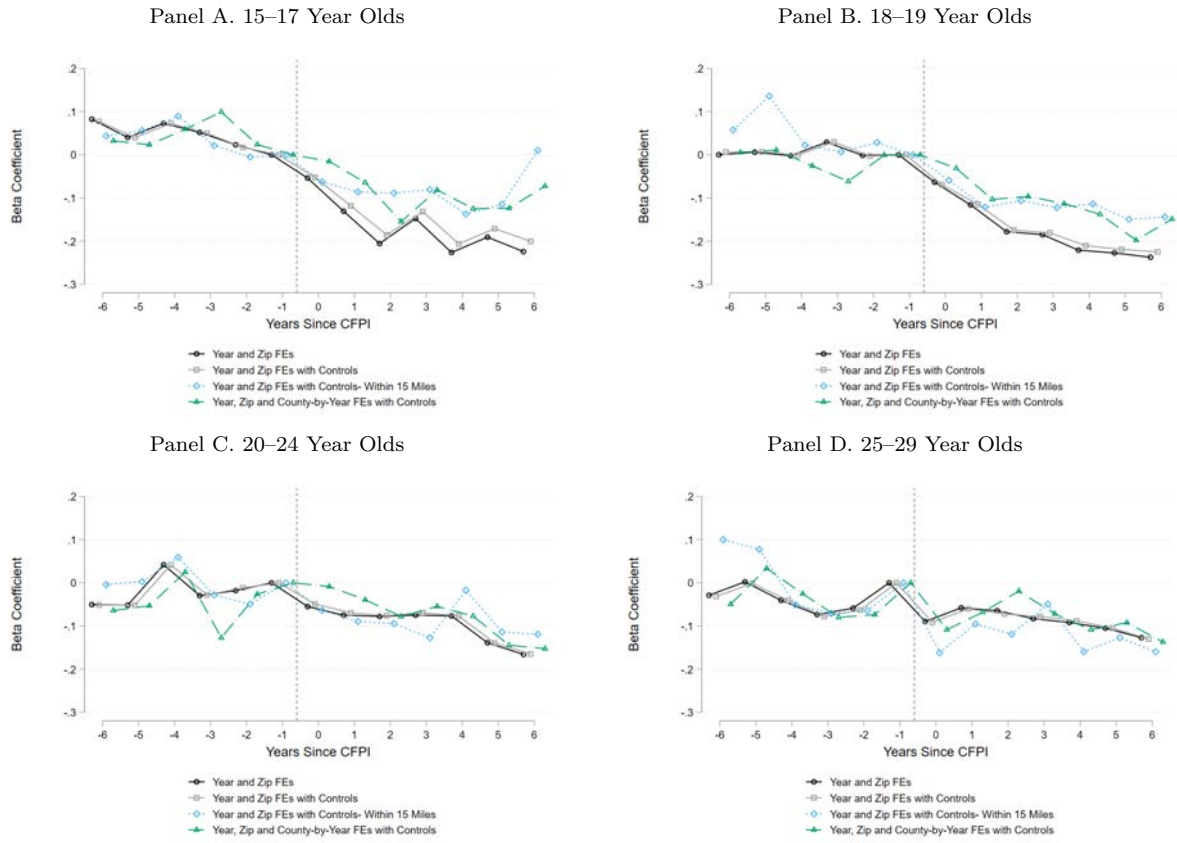 Panel A. 15–17 Year Olds
.2
.1
0
-.1
-.2
-.3
Beta Coefficient
-6 -5 -4 -3 -2 -1 0 1 2 3 4 5 6
Years Since CFPI
Year and Zip FEs
Year and Zip FEs with Controls
Year and Zip FEs with Controls- Within 15 Miles
Year, Zip and County-by-Year FEs with Controls
Panel B. 18–19 Year Olds
.2
.1
0
-.1
-.2
-.3
Beta Coefficient
-6 -5 -4 -3 -2 -1 0 1 2 3 4 5 6
Years Since CFPI
Year and Zip FEs
Year and Zip FEs with Controls
Year and Zip FEs with Controls- Within 15 Miles
Year, Zip and County-by-Year FEs with Controls
Panel C. 20–24 Year Olds
.2
.1
0
-.1
-.2
-.3
Beta Coefficient
-6 -5 -4 -3 -2 -1 0 1 2 3 4 5 6
Years Since CFPI
Year and Zip FEs
Year and Zip FEs with Controls
Year and Zip FEs with Controls- Within 15 Miles
Year, Zip and County-by-Year FEs with Controls
Panel D. 25–29 Year Olds
.2
.1
0
-.1
-.2
-.3
Beta Coefficient
-6 -5 -4 -3 -2 -1 0 1 2 3 4 5 6
Years Since CFPI
Year and Zip FEs
Year and Zip FEs with Controls
Year and Zip FEs with Controls- Within 15 Miles
Year, Zip and County-by-Year FEs with Controls